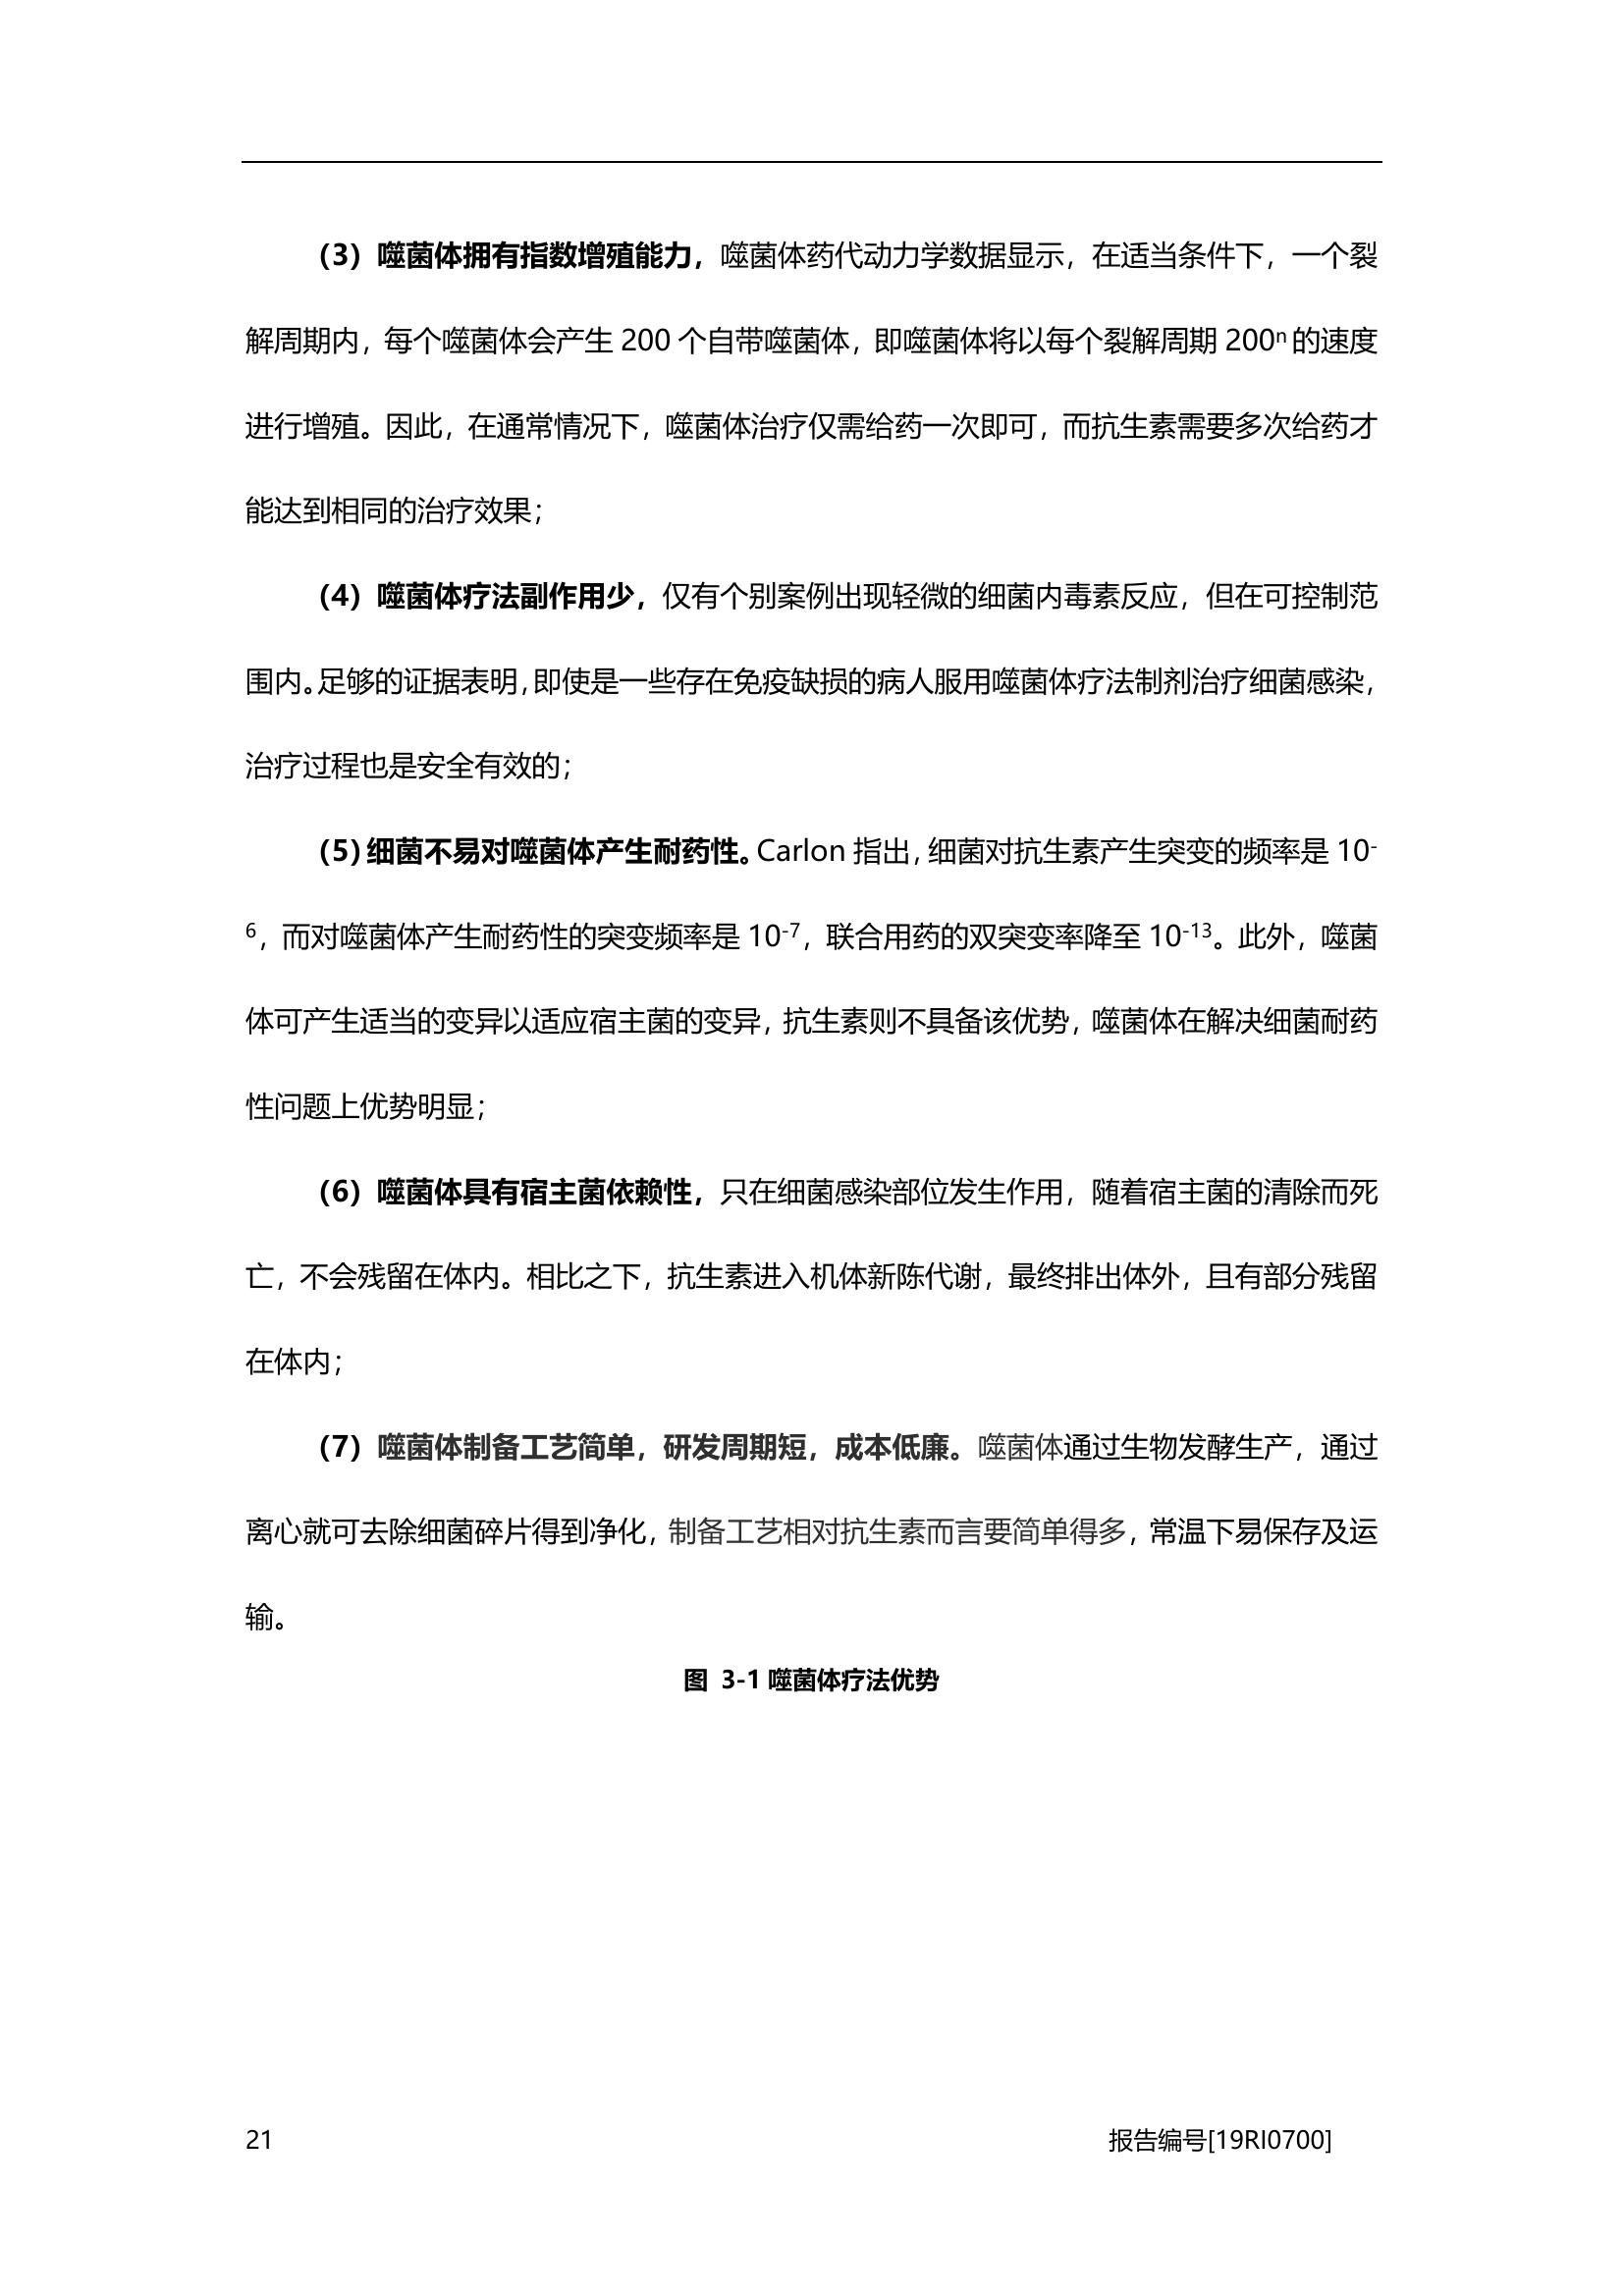 （3）噬菌体拥有指数增殖能力，噬菌体药代动力学数据显示，在适当条件下，一个裂
解周期内，每个噬菌体会产生 200 个自带噬菌体，即噬菌体将以每个裂解周期 200ⁿ 的速度
进行增殖。因此，在通常情况下，噬菌体治疗仅需给药一次即可，而抗生素需要多次给药才
能达到相同的治疗效果；
（4）噬菌体疗法副作用少，仅有个别案例出现轻微的细菌内毒素反应，但在可控制范
围内。足够的证据表明，即使是一些存在免疫缺损的病人服用噬菌体疗法制剂治疗细菌感染，
治疗过程也是安全有效的；
（5）细菌不易对噬菌体产生耐药性。Carlon 指出，细菌对抗生素产生突变的频率是 10⁻
⁶，而对噬菌体产生耐药性的突变频率是 10⁻⁷，联合用药的双突变率降至 10⁻¹³。此外，噬菌
体可产生适当的变异以适应宿主菌的变异，抗生素则不具备该优势，噬菌体在解决细菌耐药
性问题上优势明显；
（6）噬菌体具有宿主菌依赖性，只在细菌感染部位发生作用，随着宿主菌的清除而死
亡，不会残留在体内。相比之下，抗生素进入机体新陈代谢，最终排出体外，且有部分残留
在体内；
（7）噬菌体制备工艺简单，研发周期短，成本低廉。噬菌体通过生物发酵生产，通过
离心就可去除细菌碎片得到净化，制备工艺相对抗生素而言要简单得多，常温下易保存及运
输。
图 3-1 噬菌体疗法优势
21 报告编号[19RI0700]